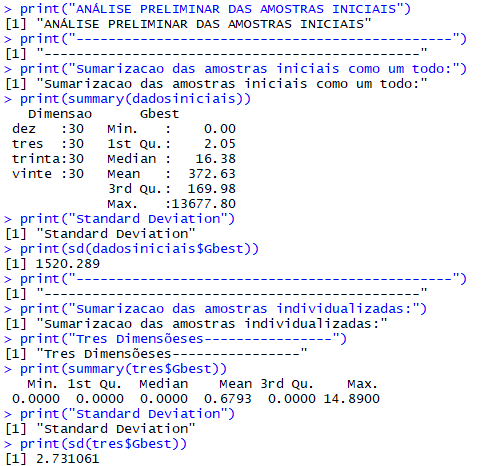 > print("ANÁLISE PRELIMINAR DAS AMOSTRAS INICIAIS")
[1] "ANÁLISE PRELIMINAR DAS AMOSTRAS INICIAIS"
> print("-----------------------------------------------")
[1] "-----------------------------------------------"
> print("Sumarizacao das amostras iniciais como um todo:")
[1] "Sumarizacao das amostras iniciais como um todo:"
> print(summary(dadosiniciais))
   Dimensao      Gbest
 dez   :30   Min.   :    0.00
 tres  :30   1st Qu.:    2.05
 trinta:30   Median :   16.38
 vinte :30   Mean   :  372.63
             3rd Qu.:  169.98
             Max.   :13677.80
> print("Standard Deviation")
[1] "Standard Deviation"
> print(sd(dadosiniciais$Gbest))
[1] 1520.289
> print("-----------------------------------------------")
[1] "-----------------------------------------------"
> print("Sumarizacao das amostras individualizadas:")
[1] "Sumarizacao das amostras individualizadas:"
> print("Tres Dimensõeses----------------")
[1] "Tres Dimensõeses----------------"
> print(summary(tres$Gbest))
   Min. 1st Qu.  Median    Mean 3rd Qu.    Max.
 0.0000  0.0000  0.0000  0.6793  0.0000 14.8900
> print("Standard Deviation")
[1] "Standard Deviation"
> print(sd(tres$Gbest))
[1] 2.731061